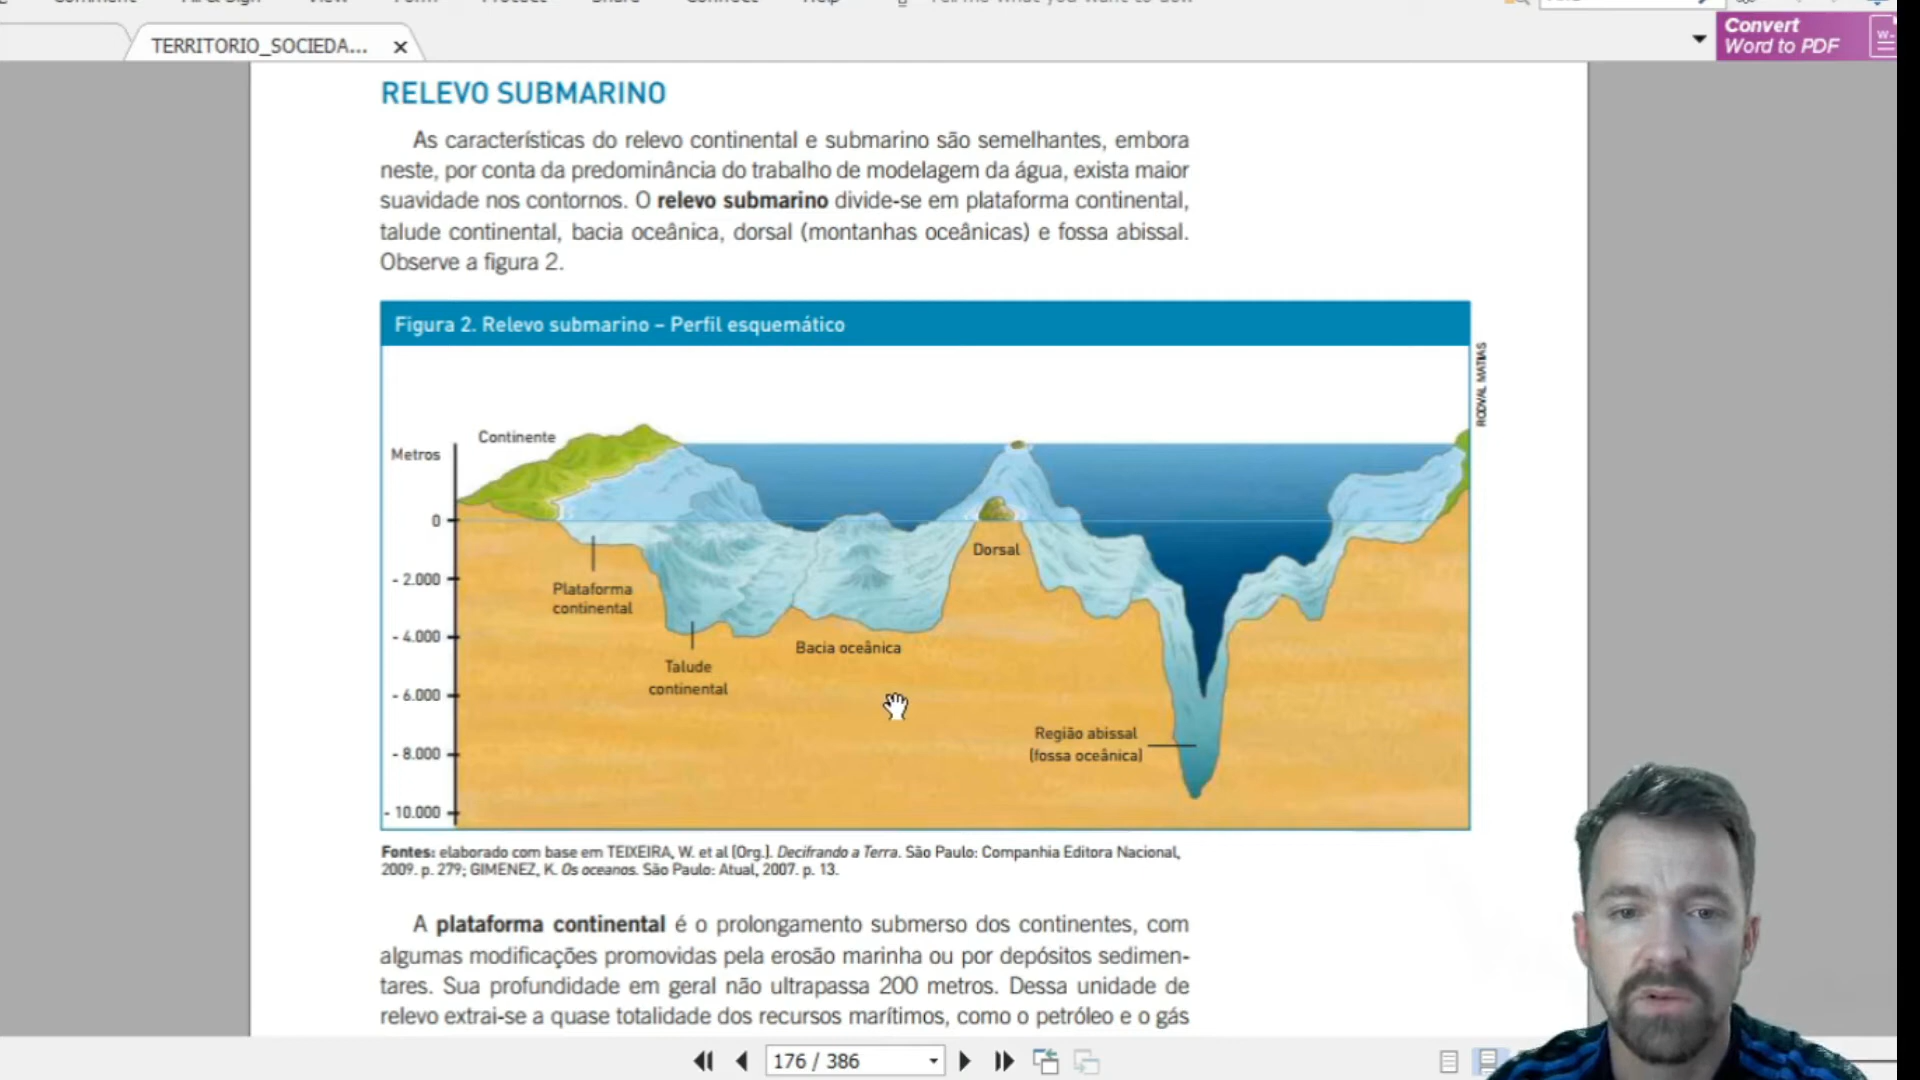 TERRITORIO_SOCIEDA...
Convert
Word to PDF
RELEVO SUBMARINO
As características do relevo continental e submarino são semelhantes, embora
neste, por conta da predominância do trabalho de modelagem da água, exista maior
suavidade nos contornos. O relevo submarino divide-se em plataforma continental,
talude continental, bacia oceânica, dorsal (montanhas oceânicas) e fossa abissal.
Observe a figura 2.
Figura 2. Relevo submarino – Perfil esquemático
RODVAL MATIAS
Continente
Metros
0
- 2.000
- 4.000
- 6.000
- 8.000
- 10.000
Plataforma
continental
Talude
continental
Bacia oceânica
Dorsal
Região abissal
(fossa oceânica)
Fontes: elaborado com base em TEIXEIRA, W. et al (Org.). Decifrando a Terra. São Paulo: Companhia Editora Nacional,
2009. p. 279; GIMENEZ, K. Os oceanos. São Paulo: Atual, 2007. p. 13.
A plataforma continental é o prolongamento submerso dos continentes, com
algumas modificações promovidas pela erosão marinha ou por depósitos sedimen-
tares. Sua profundidade em geral não ultrapassa 200 metros. Dessa unidade de
relevo extrai-se a quase totalidade dos recursos marítimos, como o petróleo e o gás
176 / 386